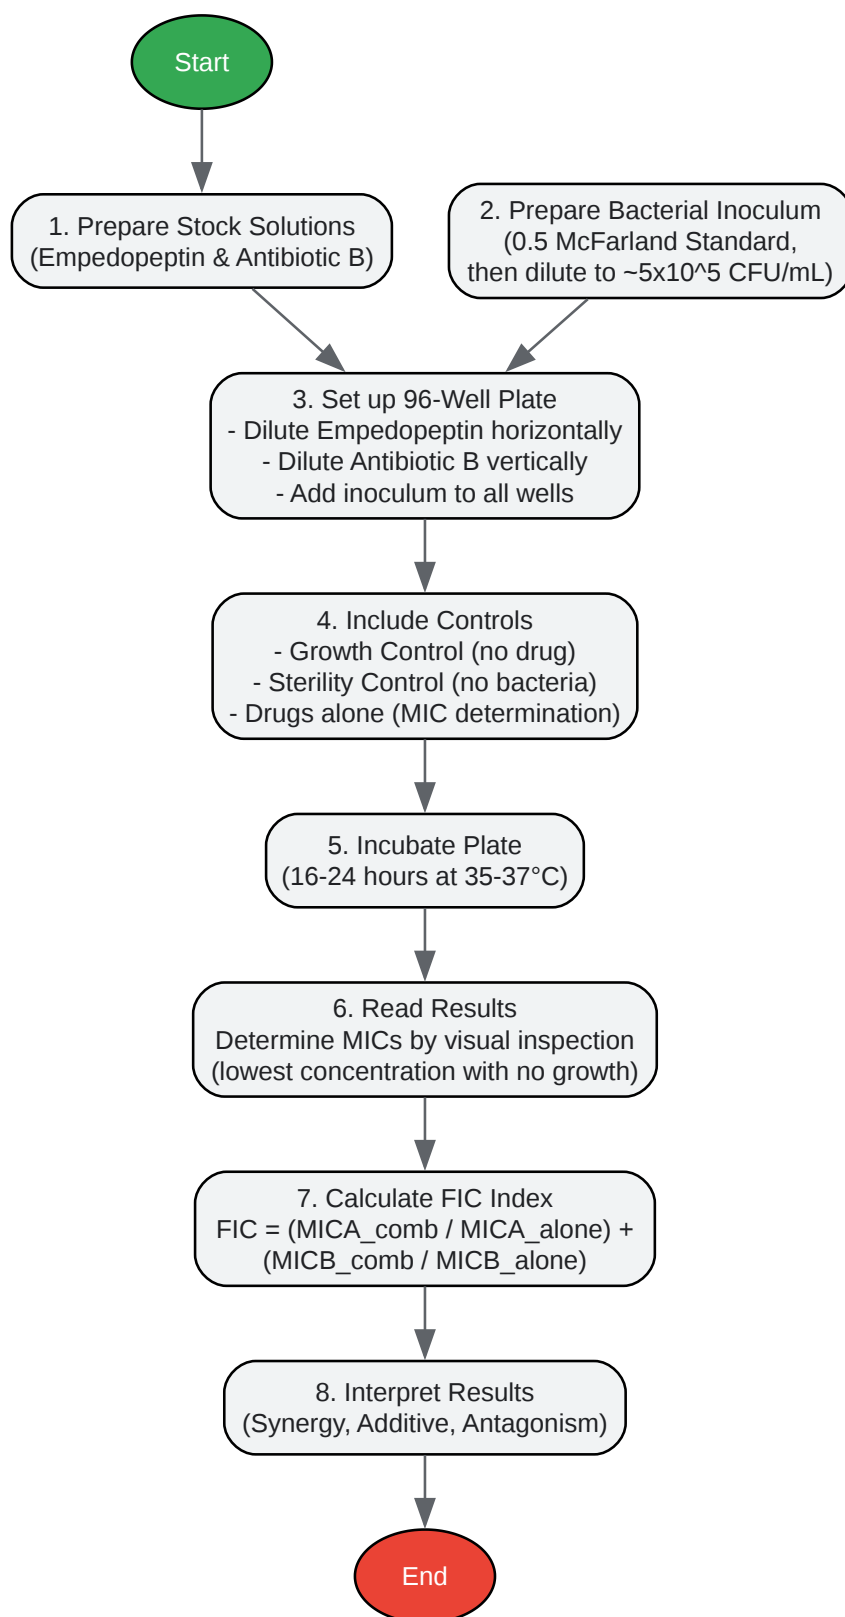 Start
1. Prepare Stock Solutions
(Empedopeptin & Antibiotic B)
2. Prepare Bacterial Inoculum
(0.5 McFarland Standard,
then dilute to ~5x10^5 CFU/mL)
3. Set up 96-Well Plate
- Dilute Empedopeptin horizontally
- Dilute Antibiotic B vertically
- Add inoculum to all wells
4. Include Controls
- Growth Control (no drug)
- Sterility Control (no bacteria)
- Drugs alone (MIC determination)
5. Incubate Plate
(16-24 hours at 35-37°C)
6. Read Results
Determine MICs by visual inspection
(lowest concentration with no growth)
7. Calculate FIC Index
FIC = (MICA_comb / MICA_alone) +
(MICB_comb / MICB_alone)
8. Interpret Results
(Synergy, Additive, Antagonism)
End